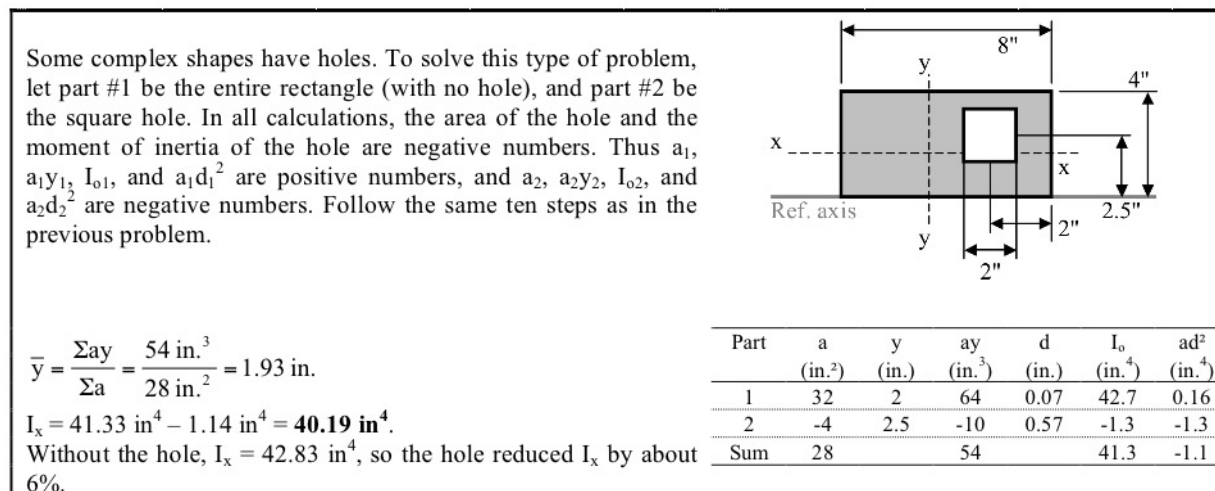 Some complex shapes have holes. To solve this type of problem,
let part #1 be the entire rectangle (with no hole), and part #2 be
the square hole. In all calculations, the area of the hole and the
moment of inertia of the hole are negative numbers. Thus a₁,
a₁y₁, Iₒ₁, and a₁d₁² are positive numbers, and a₂, a₂y₂, Iₒ₂, and
a₂d₂² are negative numbers. Follow the same ten steps as in the
previous problem.
8"
y
4"
x
x
Ref. axis
2.5"
2"
y
2"
ȳ = Σay / Σa = 54 in.³ / 28 in.² = 1.93 in.
Iₓ = 41.33 in⁴ – 1.14 in⁴ = 40.19 in⁴.
Without the hole, Iₓ = 42.83 in⁴, so the hole reduced Iₓ by about
6%.
Part a y ay d Iₒ ad²
(in.²) (in.) (in.³) (in.) (in.⁴) (in.⁴)
1 32 2 64 0.07 42.7 0.16
2 -4 2.5 -10 0.57 -1.3 -1.3
Sum 28 54 41.3 -1.1